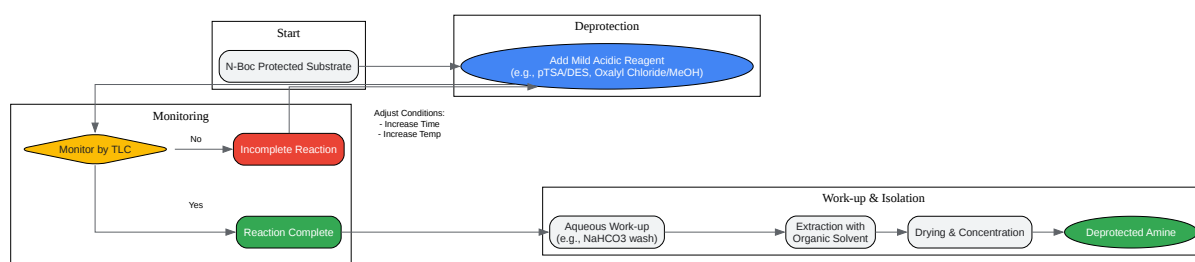 Start
N-Boc Protected Substrate
Deprotection
Add Mild Acidic Reagent
(e.g., pTSA/DES, Oxalyl Chloride/MeOH)
Adjust Conditions:
- Increase Time
- Increase Temp
Monitoring
Monitor by TLC
No
Incomplete Reaction
Yes
Reaction Complete
Work-up & Isolation
Aqueous Work-up
(e.g., NaHCO3 wash)
Extraction with
Organic Solvent
Drying & Concentration
Deprotected Amine